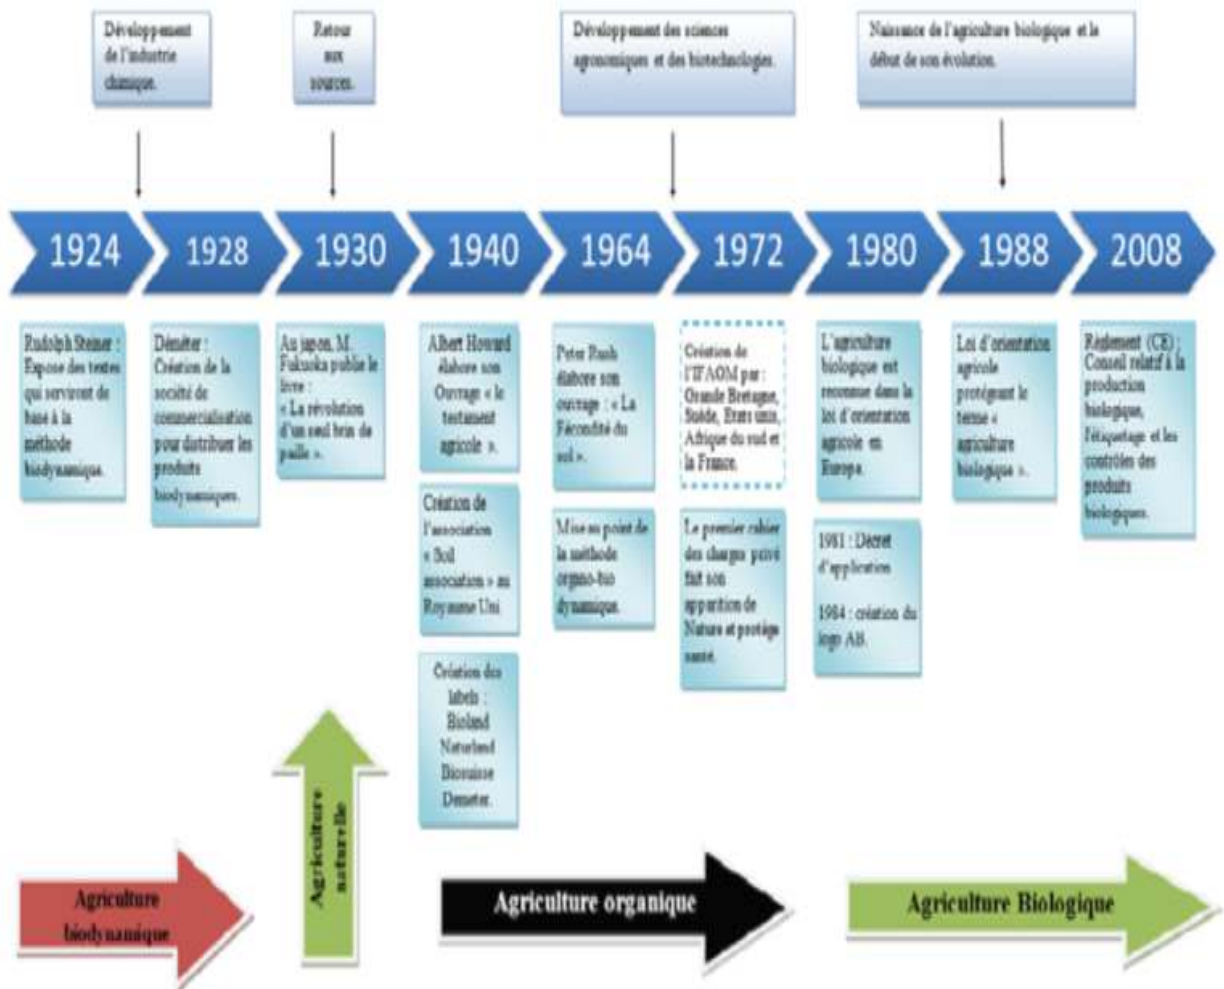 Développement
de l'industrie
chimique.
Retour
aux
sources.
Développement des sciences
agronomiques et des biotechnologies.
Naissance de l'agriculture biologique et le
début de son évolution.
1924
1928
1930
1940
1964
1972
1980
1988
2008
Rudolph Steiner :
Expose des textes
qui serviront de
base à la
méthode
biodynamique.
Déméter :
Création de la
société de
commercialisation
pour distribuer les
produits
biodynamiques.
Au japon, M.
Fukuoka publie le
livre :
« La révolution
d'un seul brin de
paille ».
Albert Howard
élabore son
Ouvrage « le
testament
agricole ».
Création de
l'association
« Soil
association » au
Royaume Uni
Création des
labels :
Bioland
Naturland
Biosuisse
Demeter.
Peter Rush
élabore son
ouvrage : « La
Fécondité du
sol ».
Mise au point de
la méthode
organo-bio
dynamique.
Création de
l'IFAOM par :
Grande Bretagne,
Suède, Etats unis,
Afrique du sud et
la France.
Le premier cahier
des charges privé
fait son
apparition de
Nature et protège
santé.
L'agriculture
biologique est
reconnue dans la
loi d'orientation
agricole en
Europe.
1981 : Décret
d'application
1984 : création du
logo AB.
Loi d'orientation
agricole
protégeant le
terme «
agriculture
biologique ».
Règlement (CE) :
Conseil relatif à la
production
biologique,
l'étiquetage et les
contrôles des
produits
biologiques.
Agriculture
biodynamique
Agriculture
naturelle
Agriculture organique
Agriculture Biologique